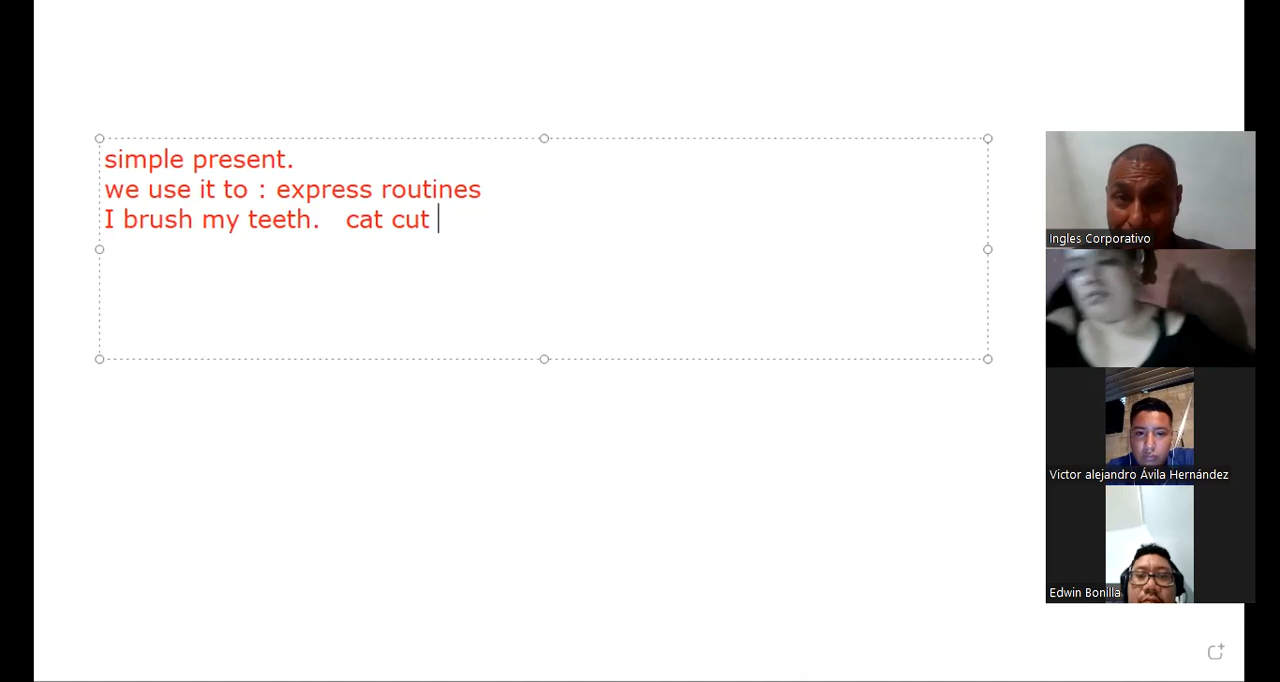 simple present.
we use it to : express routines
I brush my teeth.   cat cut
Ingles Corporativo
Victor alejandro Ávila Hernández
Edwin Bonilla